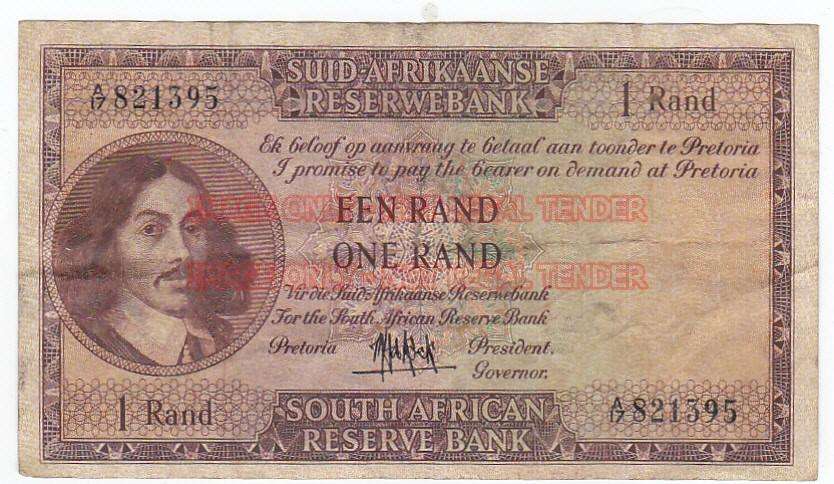 SUID-AFRIKAANSE
RESERWEBANK
A/17 821395
1 Rand
Ek beloof op aanvraag te betaal aan toonder te Pretoria
I promise to pay the bearer on demand at Pretoria
EEN RAND
TENDER
ONE RAND
TENDER
Vir die Suid-Afrikaanse Reserwebank
For the South African Reserve Bank
Pretoria
President.
Governor.
1 Rand
SOUTH AFRICAN
RESERVE BANK
A/17 821395